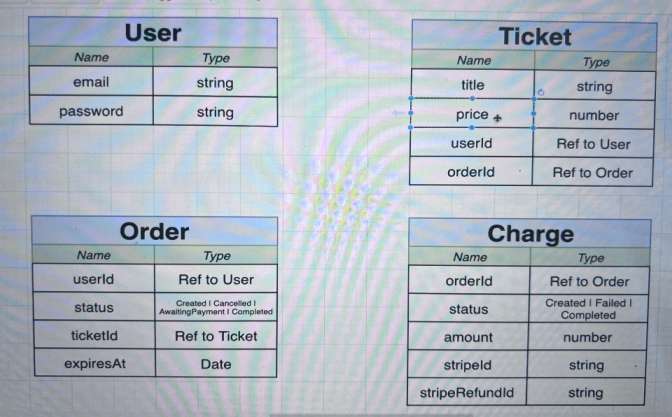 User
Name Type
email string
password string
Ticket
Name Type
title string
price number
userId Ref to User
orderId Ref to Order
Order
Name Type
userId Ref to User
status Created | Cancelled |
AwaitingPayment | Completed
ticketId Ref to Ticket
expiresAt Date
Charge
Name Type
orderId Ref to Order
status Created | Failed |
Completed
amount number
stripeId string
stripeRefundId string